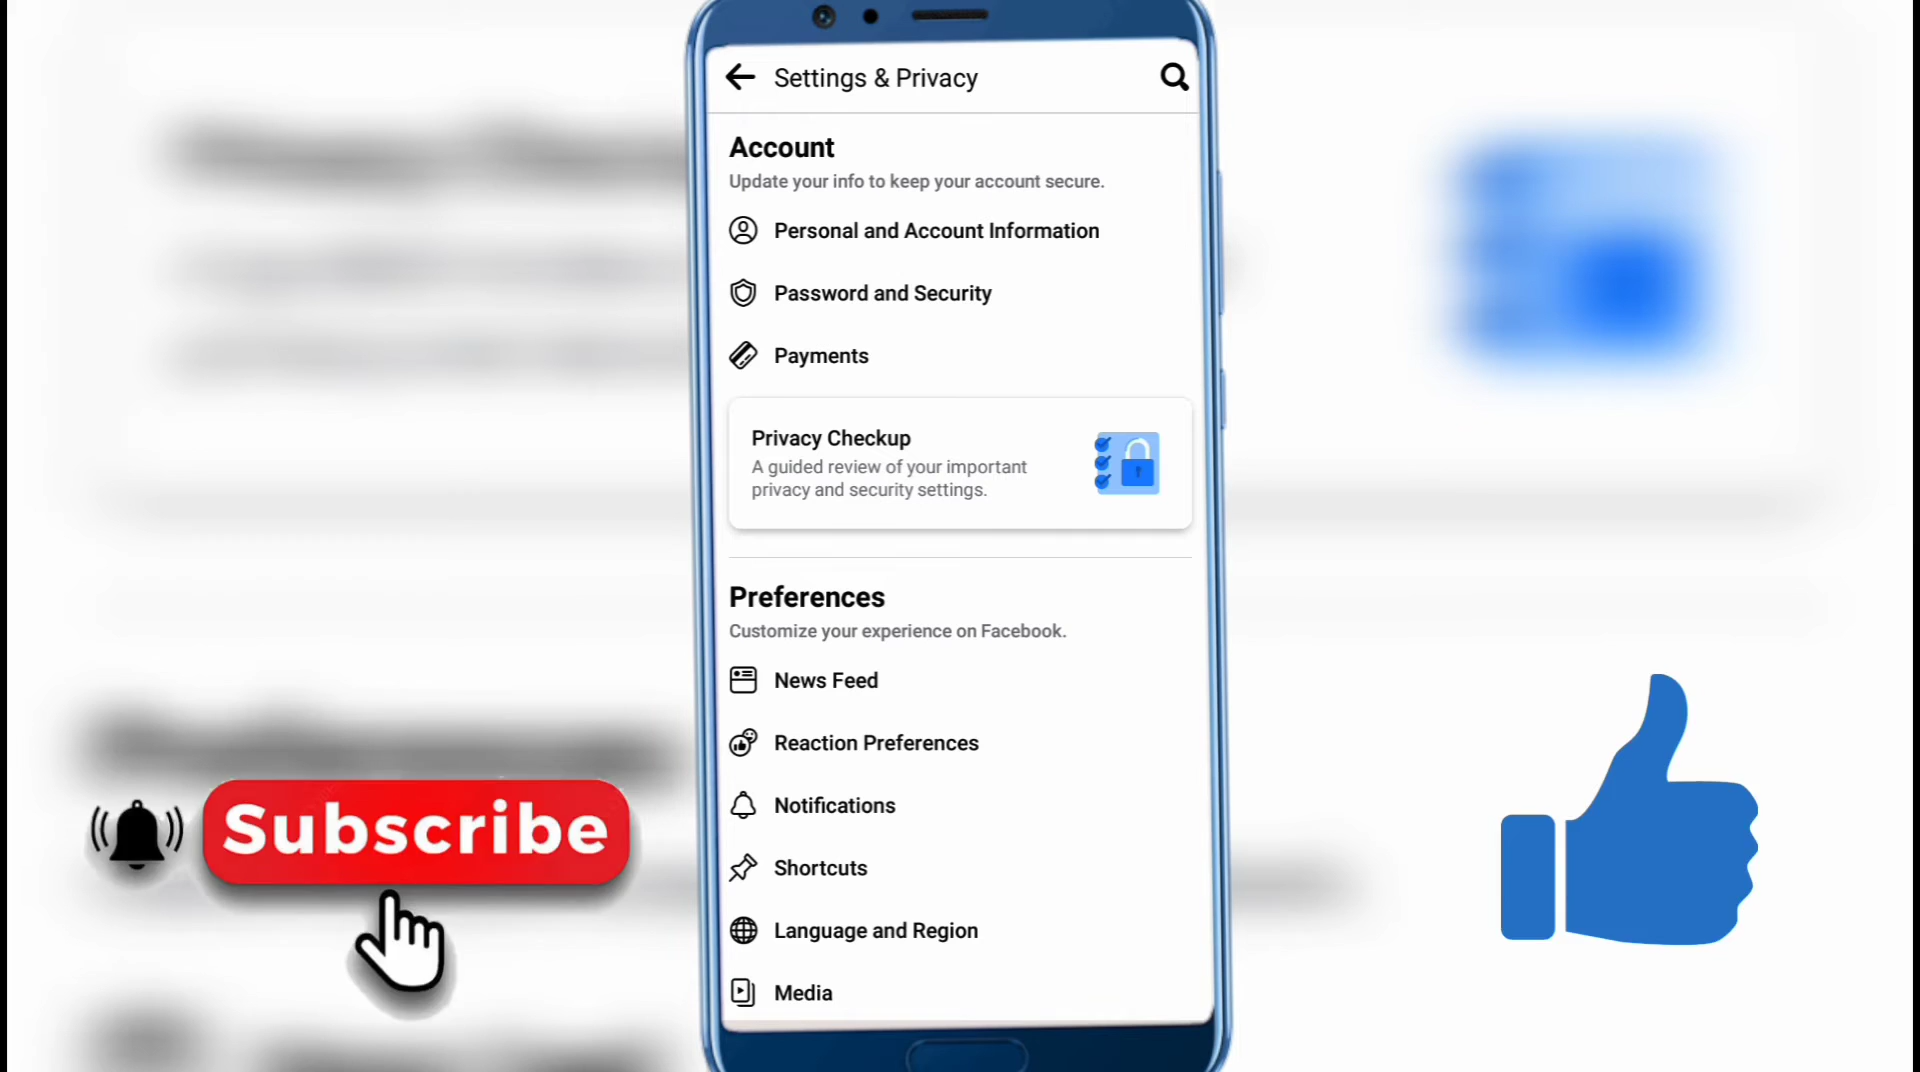 Settings & Privacy
Account
Update your info to keep your account secure.
Personal and Account Information
Password and Security
Payments
Privacy Checkup
A guided review of your important
privacy and security settings.
Preferences
Customize your experience on Facebook.
News Feed
Reaction Preferences
Notifications
Shortcuts
Language and Region
Media
Subscribe